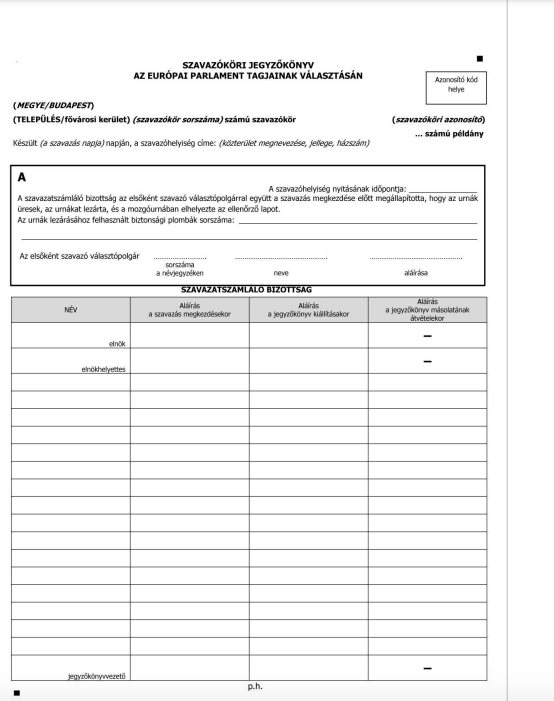 SZAVAZÓKÖRI JEGYZŐKÖNYV
AZ EURÓPAI PARLAMENT TAGJAINAK VÁLASZTÁSÁN
Azonosító kód
helye
(MEGYE/BUDAPEST)
(TELEPÜLÉS/fővárosi kerület) (szavazókör sorszáma) számú szavazókör
(szavazóköri azonosító)
... számú példány
Készült (a szavazás napja) napján, a szavazóhelyiség címe: (közterület megnevezése, jellege, házszám)
A
A szavazóhelyiség nyitásának időpontja: _______________
A szavazatszámláló bizottság az elsőként szavazó választópolgárral együtt a szavazás megkezdése előtt megállapította, hogy az urnák
üresek, az urnákat lezárta, és a mozgóurnában elhelyezte az ellenőrző lapot.
Az urnák lezárásához felhasznált biztonsági plombák sorszáma: _______________
Az elsőként szavazó választópolgár ........................ ........................ ........................
sorszáma
a névjegyzéken neve aláírása
SZAVAZATSZÁMLÁLÓ BIZOTTSÁG
NÉV
Aláírás
a szavazás megkezdésekor
Aláírás
a jegyzőkönyv kiállításakor
Aláírás
a jegyzőkönyv másolatának
átvételekor
elnök –
elnökhelyettes –
jegyzőkönyvvezető –
p.h.